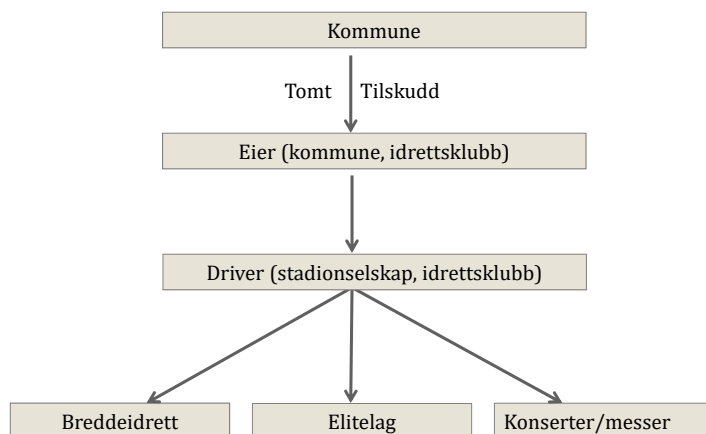 Kommune
Tomt Tilskudd
Eier (kommune, idrettsklubb)
Driver (stadionselskap, idrettsklubb)
Breddeidrett Elitelag Konserter/messer